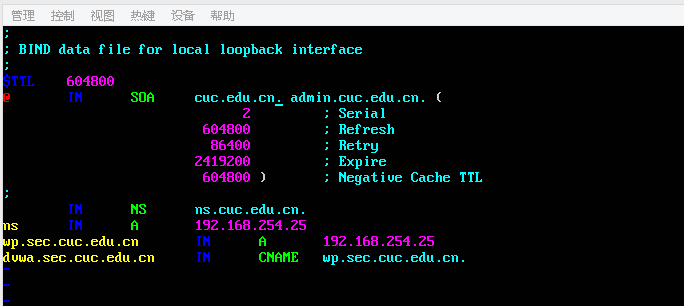 管理 控制 视图 热键 设备 帮助
;
; BIND data file for local loopback interface
;
$TTL 604800
@ IN SOA cuc.edu.cn. admin.cuc.edu.cn. (
2 ; Serial
604800 ; Refresh
86400 ; Retry
2419200 ; Expire
604800 ) ; Negative Cache TTL
;
IN NS ns.cuc.edu.cn.
ns IN A 192.168.254.25
wp.sec.cuc.edu.cn IN A 192.168.254.25
dvwa.sec.cuc.edu.cn IN CNAME wp.sec.cuc.edu.cn.
~
~
~